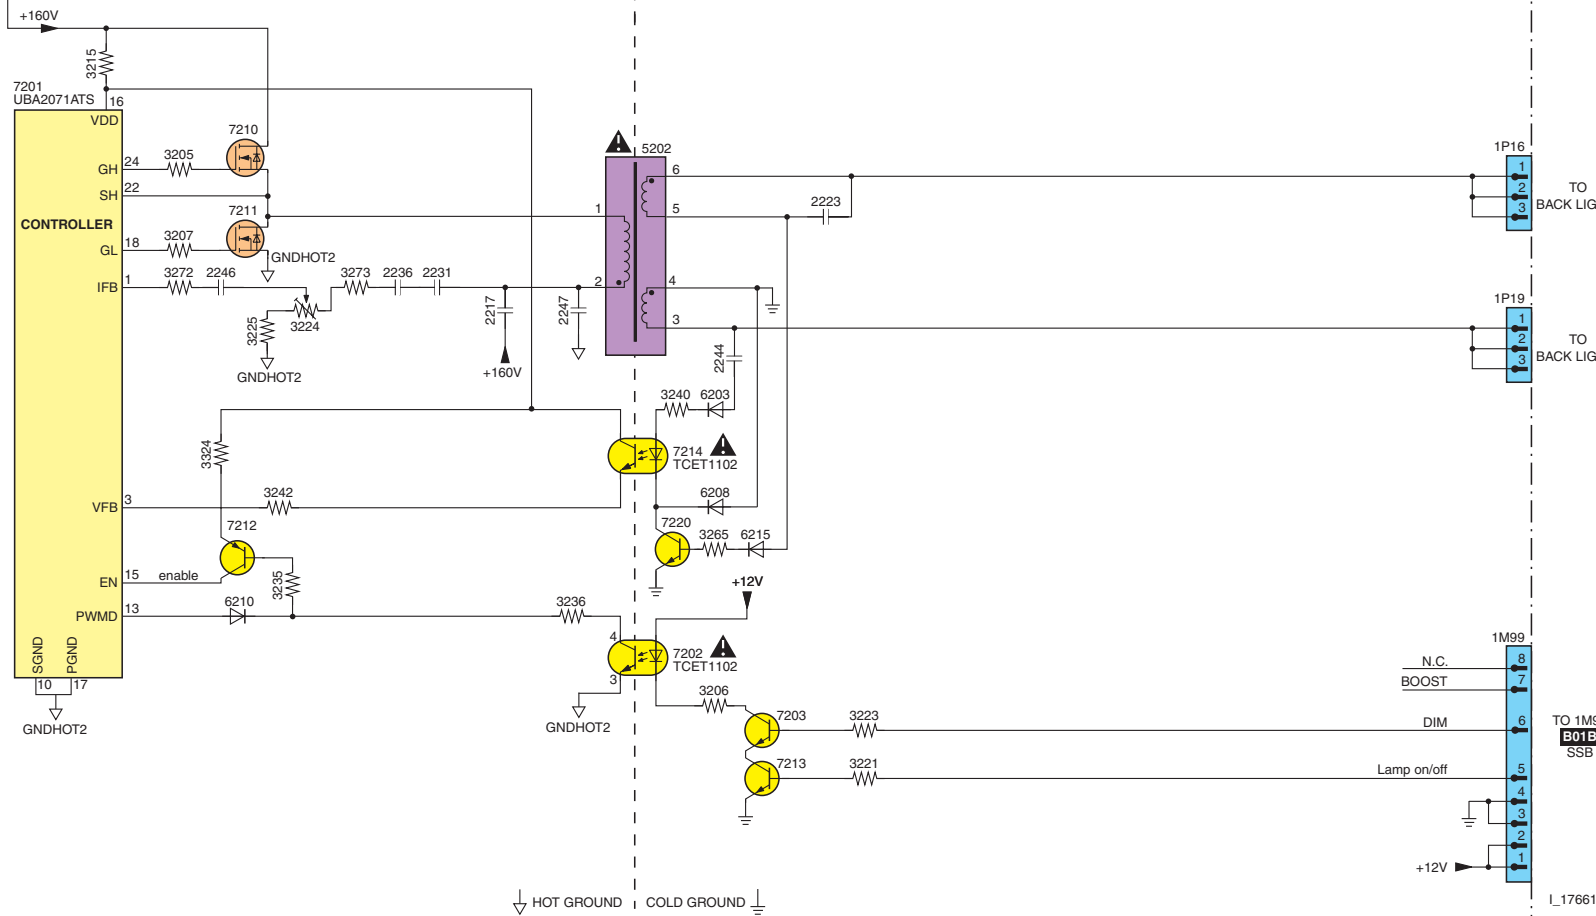 +160V
3215
7201
UBA2071ATS
16
VDD
7210
GH
24
3205
SH
22
7211
CONTROLLER
GL
18
3207
GNDHOT2
IFB
1
3272
2246
3273
2236
2231
3224
3225
GNDHOT2
2217
+160V
2247
5202
1
2
6
5
4
3
2223
2244
3240
6203
7214
TCET1102
3324
VFB
3
3242
6208
7212
7220
3265
6215
EN
15
enable
3235
+12V
PWMD
13
6210
3236
4
3
7202
TCET1102
SGND
PGND
10
17
GNDHOT2
GNDHOT2
3206
7203
3223
7213
3221
1P16
1
2
3
TO
BACK LIG
1P19
1
2
3
TO
BACK LIG
1M99
N.C.
8
BOOST
7
DIM
6
Lamp on/off
5
4
3
2
+12V
1
TO 1M9
B01B
SSB
HOT GROUND
COLD GROUND
I_17661